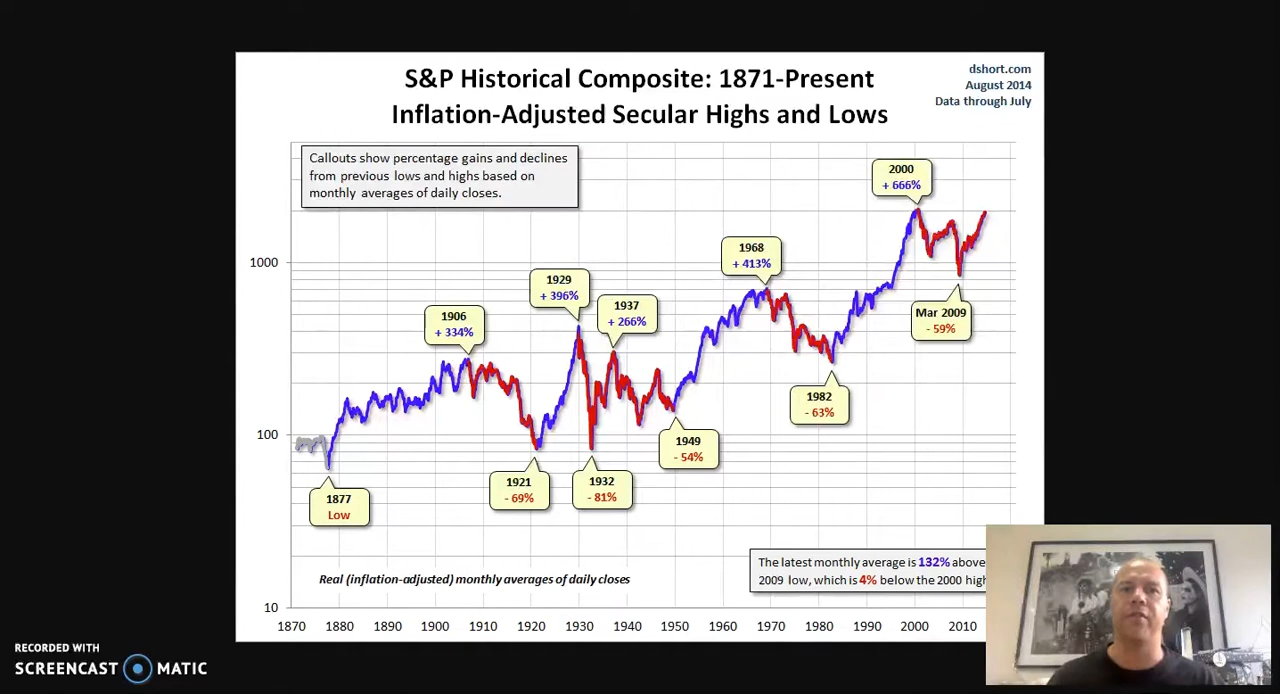 S&P Historical Composite: 1871-Present
Inflation-Adjusted Secular Highs and Lows
dshort.com
August 2014
Data through July
Callouts show percentage gains and declines
from previous lows and highs based on
monthly averages of daily closes.
2000
+ 666%
1968
+ 413%
1000
1929
+ 396%
1937
+ 266%
1906
+ 334%
Mar 2009
- 59%
1982
- 63%
100
1949
- 54%
1921
- 69%
1932
- 81%
1877
Low
The latest monthly average is 132% above
2009 low, which is 4% below the 2000 high
Real (inflation-adjusted) monthly averages of daily closes
10
1870 1880 1890 1900 1910 1920 1930 1940 1950 1960 1970 1980 1990 2000 2010
RECORDED WITH
SCREENCAST MATIC